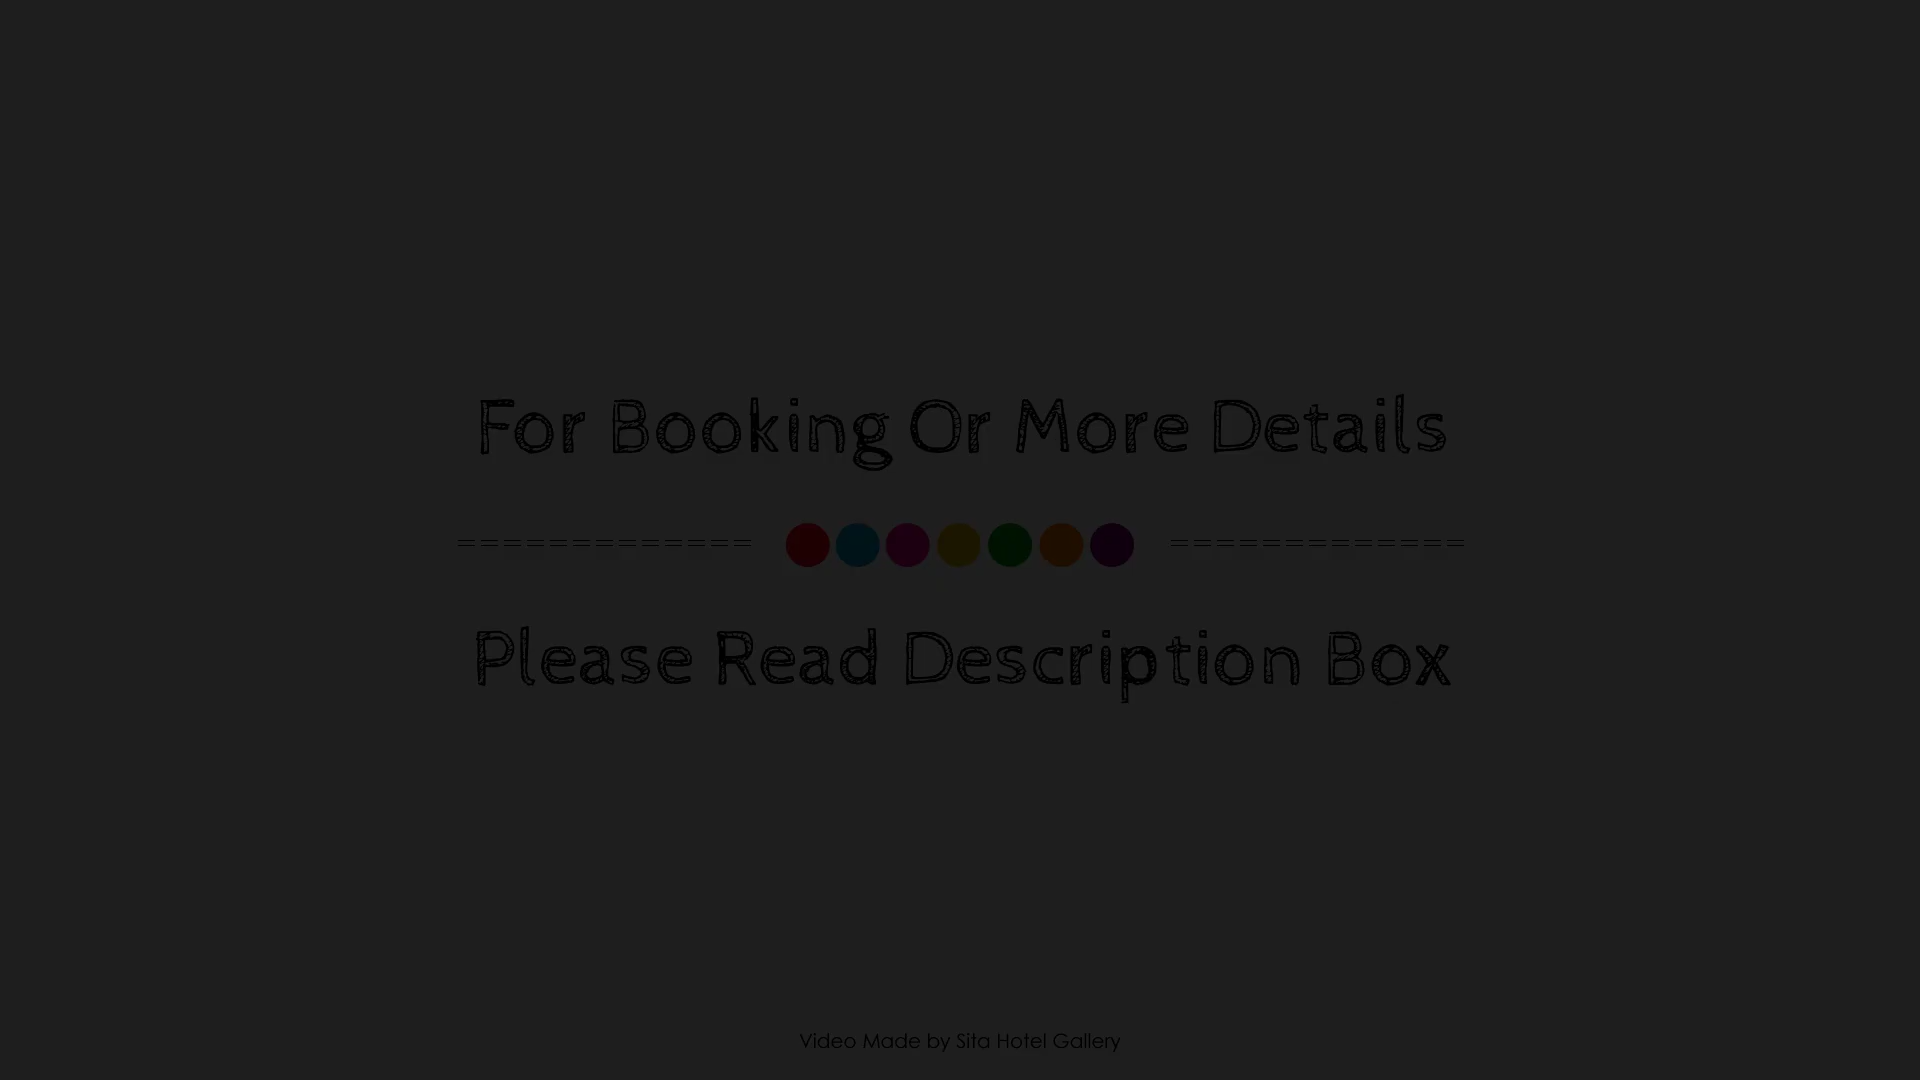 For Booking Or More Details
============= =============
Please Read Description Box
Video Made by Sita Hotel Gallery